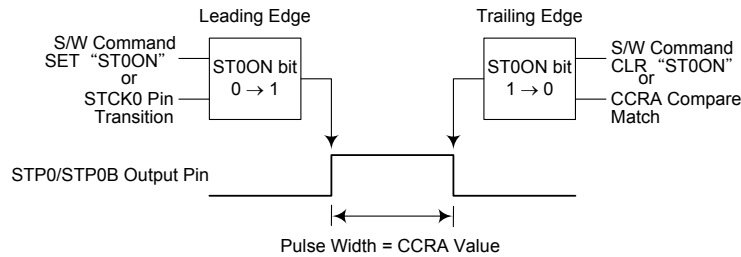 Leading Edge
Trailing Edge
S/W Command
SET “ST0ON”
or
STCK0 Pin
Transition
ST0ON bit
0 → 1
ST0ON bit
1 → 0
S/W Command
CLR “ST0ON”
or
CCRA Compare
Match
STP0/STP0B Output Pin
Pulse Width = CCRA Value